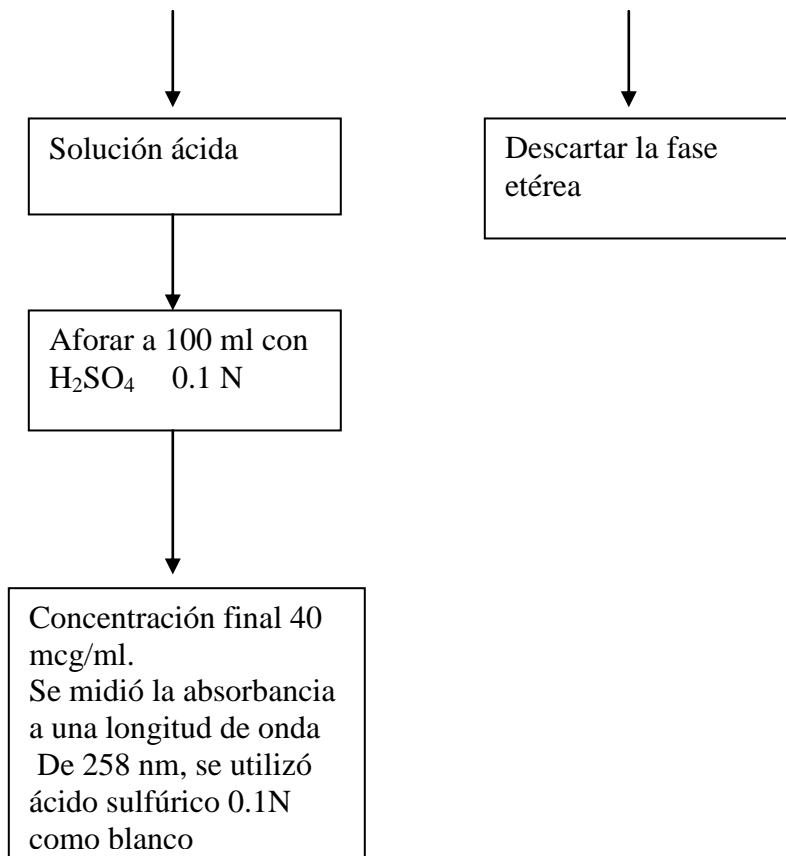 Solución ácida
Descartar la fase
etérea
Aforar a 100 ml con
H₂SO₄ 0.1 N
Concentración final 40
mcg/ml.
Se midió la absorbancia
a una longitud de onda
De 258 nm, se utilizó
ácido sulfúrico 0.1N
como blanco